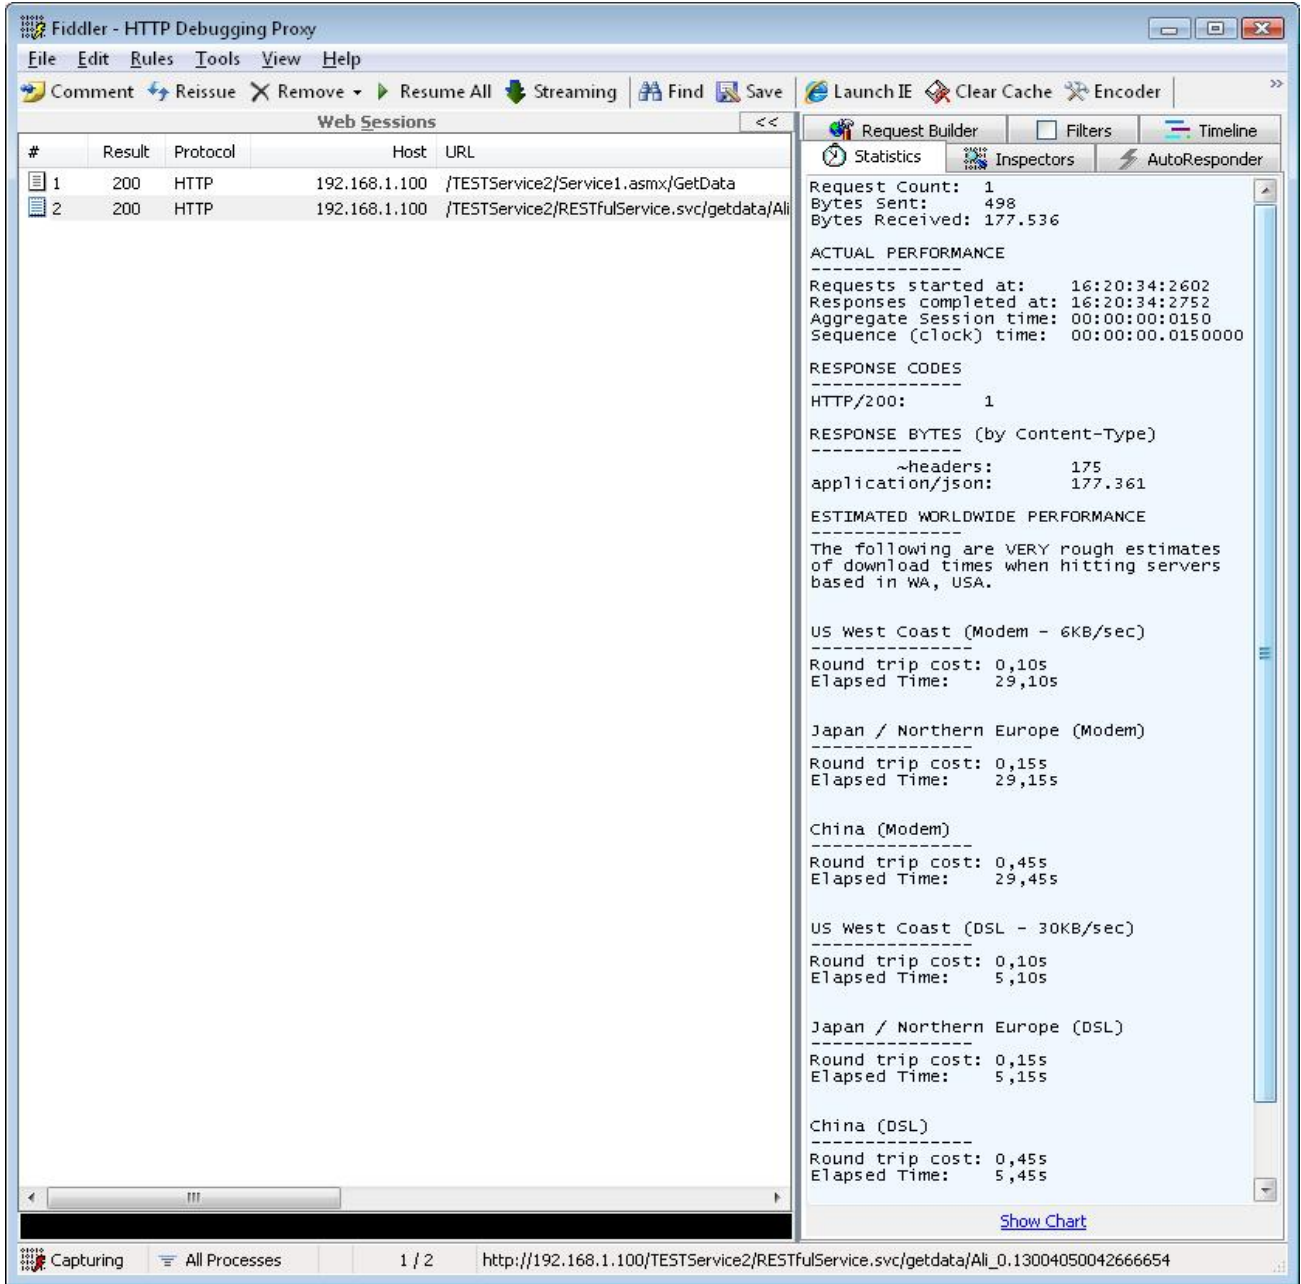 Fiddler - HTTP Debugging Proxy
File Edit Rules Tools View Help
Comment Reissue Remove Resume All Streaming Find Save Launch IE Clear Cache Encoder >>
Web Sessions <<
# Result Protocol Host URL
1 200 HTTP 192.168.1.100 /TESTService2/Service1.asmx/GetData
2 200 HTTP 192.168.1.100 /TESTService2/RESTfulService.svc/getdata/Ali
Request Builder Filters Timeline
Statistics Inspectors AutoResponder
Request Count: 1
Bytes Sent: 498
Bytes Received: 177.536
ACTUAL PERFORMANCE
--------------
Requests started at: 16:20:34:2602
Responses completed at: 16:20:34:2752
Aggregate Session time: 00:00:00:0150
Sequence (clock) time: 00:00:00.0150000
RESPONSE CODES
--------------
HTTP/200: 1
RESPONSE BYTES (by Content-Type)
--------------
~headers: 175
application/json: 177.361
ESTIMATED WORLDWIDE PERFORMANCE
--------------
The following are VERY rough estimates
of download times when hitting servers
based in WA, USA.
US West Coast (Modem - 6KB/sec)
---------------
Round trip cost: 0,10s
Elapsed Time: 29,10s
Japan / Northern Europe (Modem)
---------------
Round trip cost: 0,15s
Elapsed Time: 29,15s
China (Modem)
---------------
Round trip cost: 0,45s
Elapsed Time: 29,45s
US West Coast (DSL - 30KB/sec)
---------------
Round trip cost: 0,10s
Elapsed Time: 5,10s
Japan / Northern Europe (DSL)
---------------
Round trip cost: 0,15s
Elapsed Time: 5,15s
China (DSL)
---------------
Round trip cost: 0,45s
Elapsed Time: 5,45s
Show Chart
Capturing All Processes 1 / 2 http://192.168.1.100/TESTService2/RESTfulService.svc/getdata/Ali_0.13004050042666654